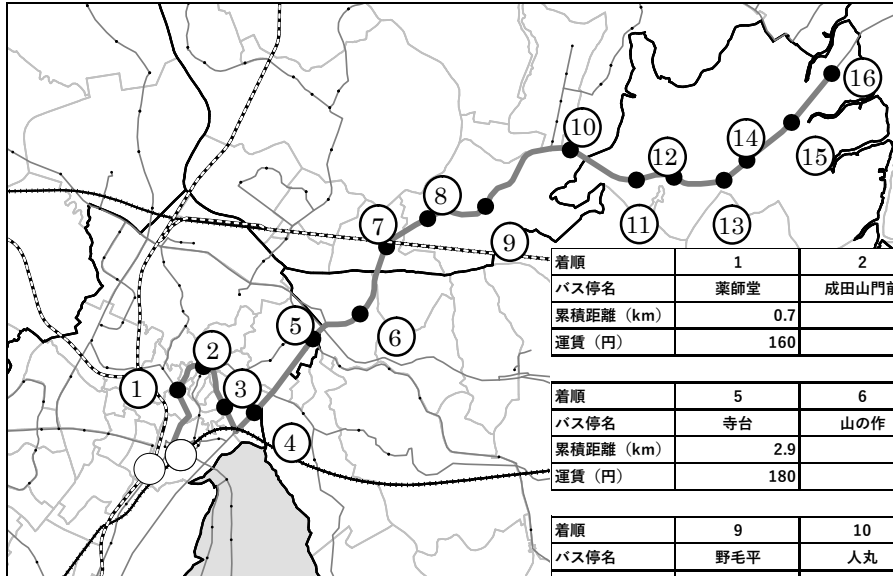 16
10
14
12
15
8
7
11
13
9
5
6
2
1
3
4
着順 1 2
バス停名 薬師堂 成田山門前
累積距離（km） 0.7
運賃（円） 160
着順 5 6
バス停名 寺台 山の作
累積距離（km） 2.9
運賃（円） 180
着順 9 10
バス停名 野毛平 人丸